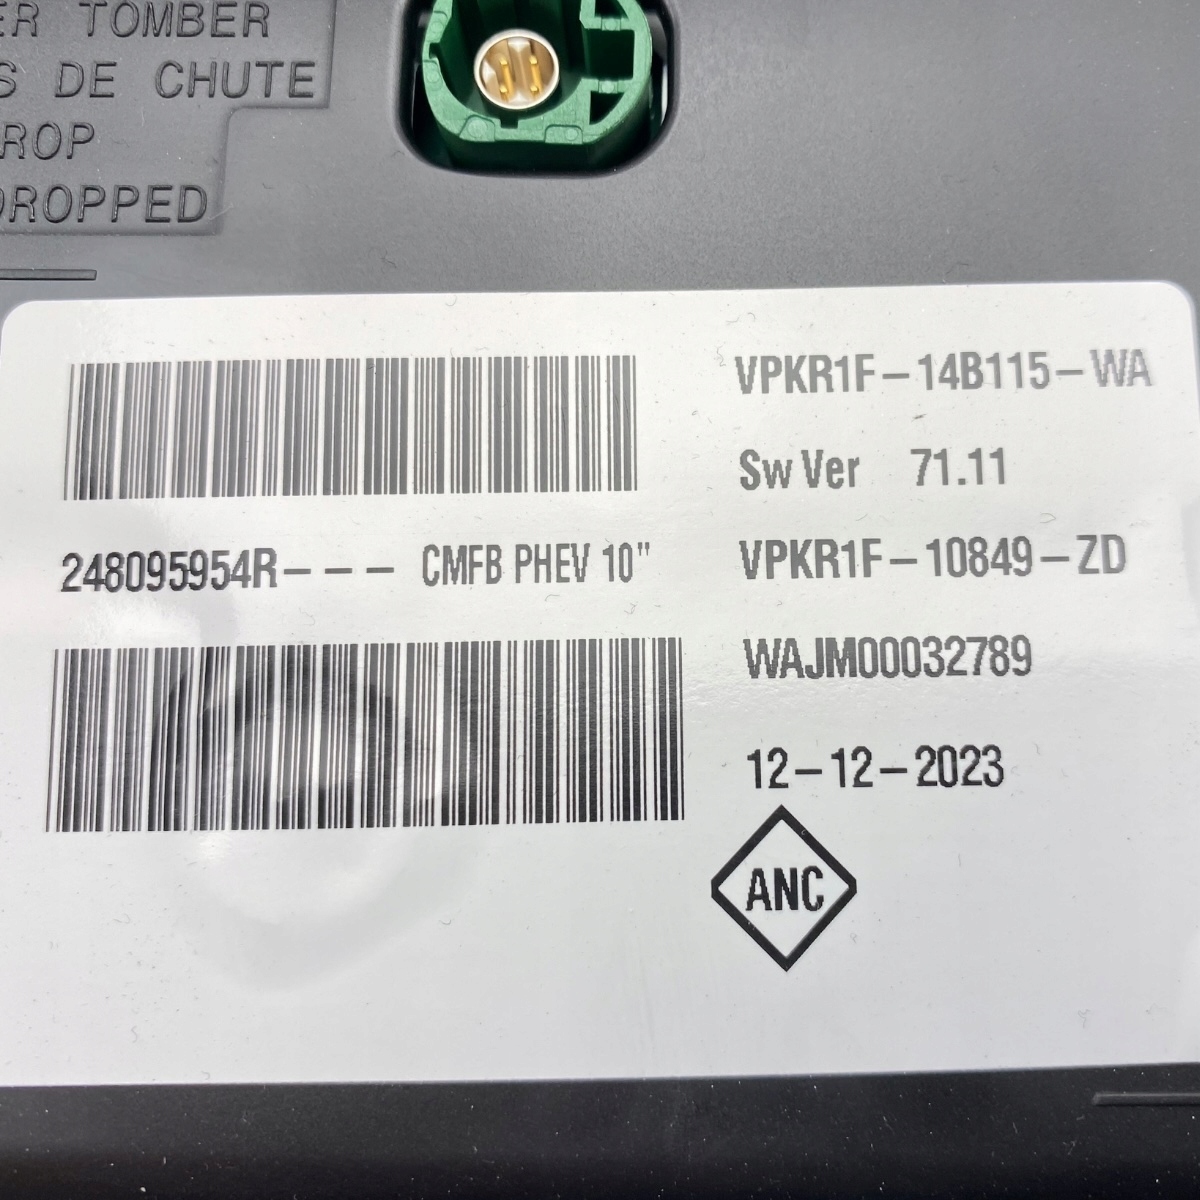 ER TOMBER
S DE CHUTE
ROP
DROPPED
VPKR1F-14B115-WA
Sw Ver 71.11
248095954R--- CMFB PHEV 10"
VPKR1F-10849-ZD
WAJM00032789
12-12-2023
ANC